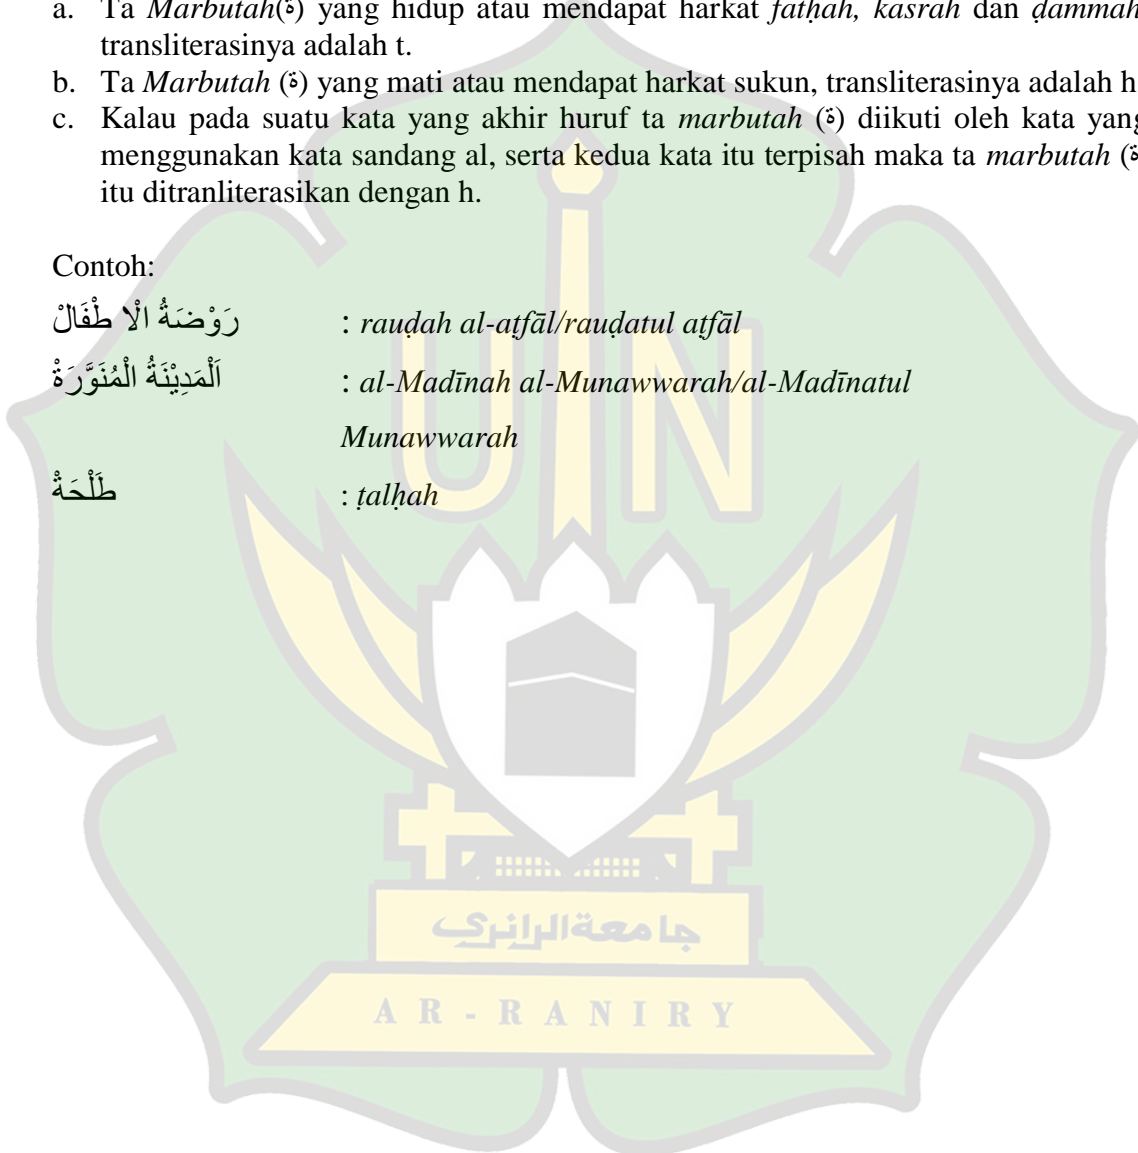 a. Ta Marbutah(ة) yang hidup atau mendapat harkat fatḥah, kasrah dan ḍammah
transliterasinya adalah t.
b. Ta Marbutah (ة) yang mati atau mendapat harkat sukun, transliterasinya adalah h
c. Kalau pada suatu kata yang akhir huruf ta marbutah (ة) diikuti oleh kata yang
menggunakan kata sandang al, serta kedua kata itu terpisah maka ta marbutah (ة
itu ditranliterasikan dengan h.
Contoh:
رَوْضَةُ الْا طْفَالْ : rauḍah al-aṭfāl/rauḍatul aṭfāl
اَلْمَدِيْنَةُ الْمُنَوَّرَةْ : al-Madīnah al-Munawwarah/al-Madīnatul
Munawwarah
طَلْحَةْ : ṭalḥah
UIN
جامعةالرانري
AR-RANIRY